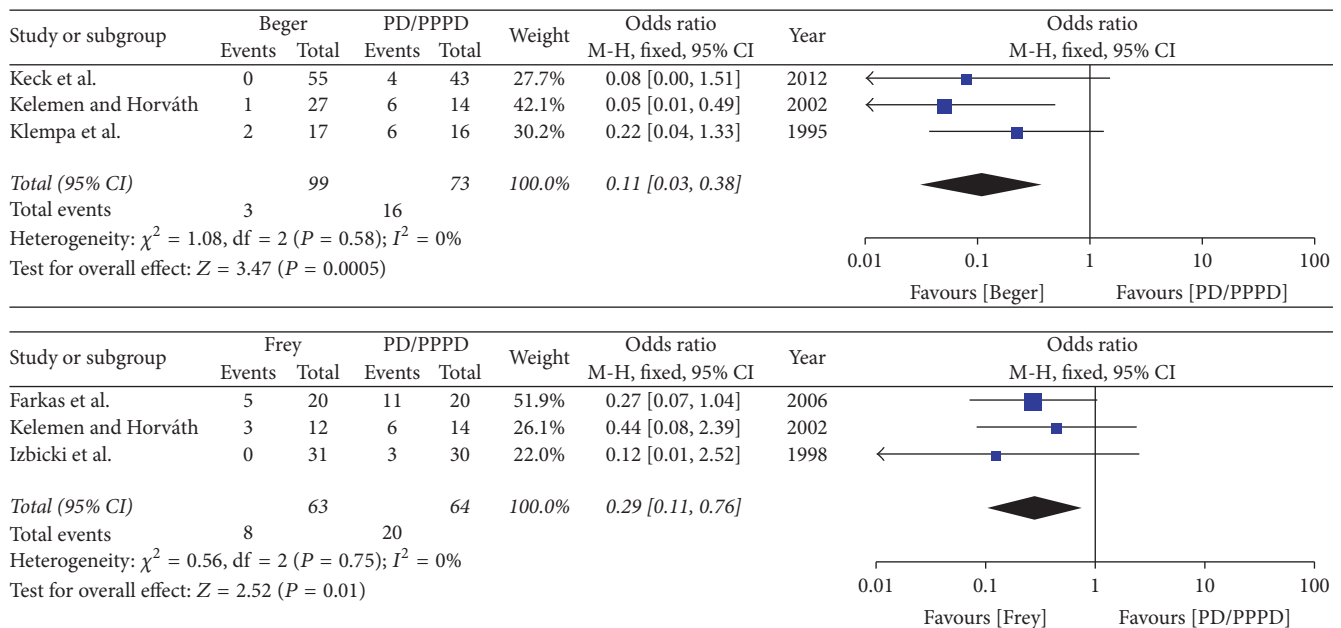 Study or subgroup Beger PD/PPPD Weight Odds ratio Year Odds ratio
Events Total Events Total M-H, fixed, 95% CI M-H, fixed, 95% CI
Keck et al. 0 55 4 43 27.7% 0.08 [0.00, 1.51] 2012
Kelemen and Horváth 1 27 6 14 42.1% 0.05 [0.01, 0.49] 2002
Klempa et al. 2 17 6 16 30.2% 0.22 [0.04, 1.33] 1995
Total (95% CI) 99 73 100.0% 0.11 [0.03, 0.38]
Total events 3 16
Heterogeneity: χ² = 1.08, df = 2 (P = 0.58); I² = 0%
Test for overall effect: Z = 3.47 (P = 0.0005)
0.01 0.1 1 10 100
Favours [Beger] Favours [PD/PPPD]
Study or subgroup Frey PD/PPPD Weight Odds ratio Year Odds ratio
Events Total Events Total M-H, fixed, 95% CI M-H, fixed, 95% CI
Farkas et al. 5 20 11 20 51.9% 0.27 [0.07, 1.04] 2006
Kelemen and Horváth 3 12 6 14 26.1% 0.44 [0.08, 2.39] 2002
Izbicki et al. 0 31 3 30 22.0% 0.12 [0.01, 2.52] 1998
Total (95% CI) 63 64 100.0% 0.29 [0.11, 0.76]
Total events 8 20
Heterogeneity: χ² = 0.56, df = 2 (P = 0.75); I² = 0%
Test for overall effect: Z = 2.52 (P = 0.01)
0.01 0.1 1 10 100
Favours [Frey] Favours [PD/PPPD]